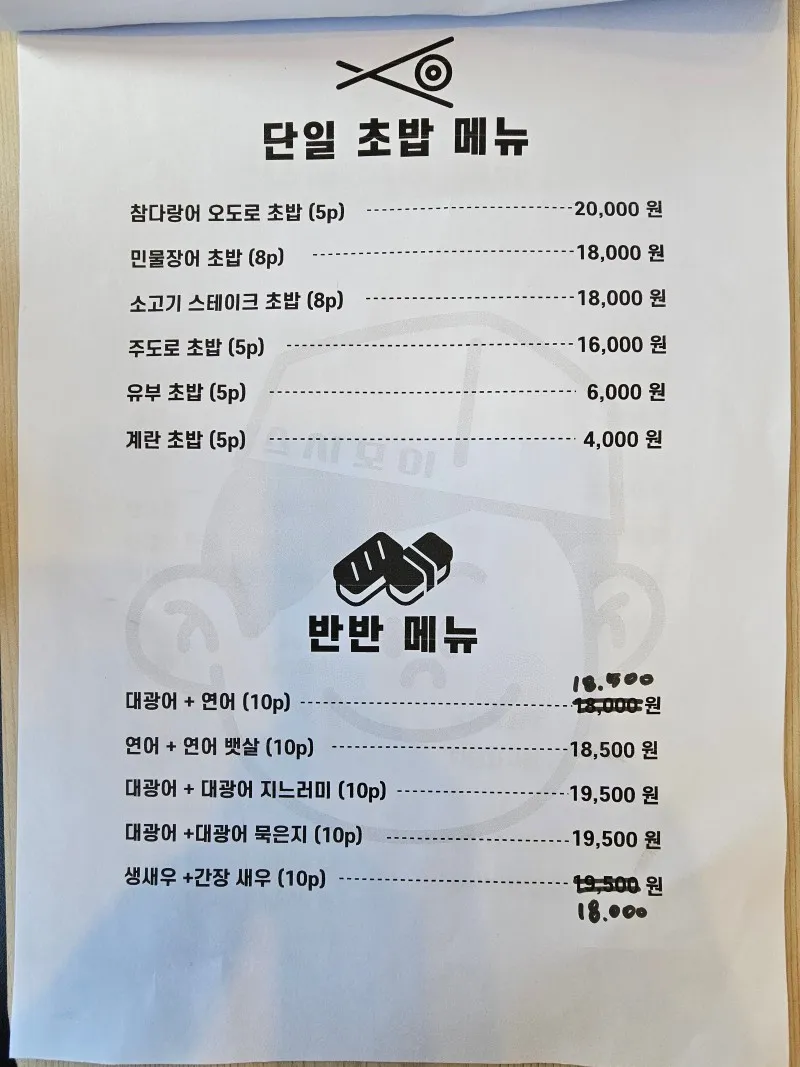 단일 초밥 메뉴
참다랑어 오도로 초밥 (5p) 20,000 원
민물장어 초밥 (8p) 18,000 원
소고기 스테이크 초밥 (8p) 18,000 원
주도로 초밥 (5p) 16,000 원
유부 초밥 (5p) 6,000 원
계란 초밥 (5p) 4,000 원
반반 메뉴
18.500
대광어 + 연어 (10p) 18,000 원
연어 + 연어 뱃살 (10p) 18,500 원
대광어 + 대광어 지느러미 (10p) 19,500 원
대광어 +대광어 묵은지 (10p) 19,500 원
생새우 +간장 새우 (10p) 19,500 원
18.000